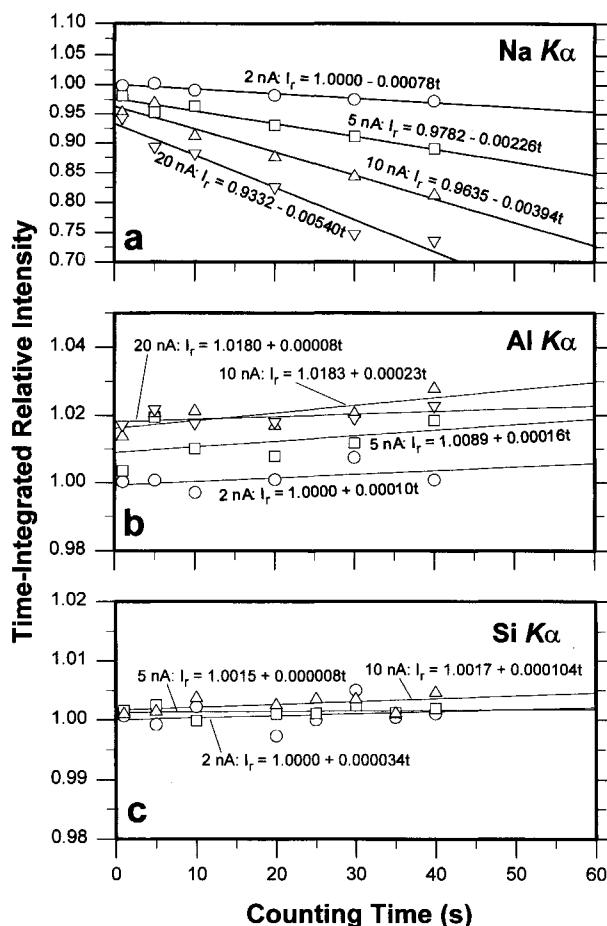 Time-Integrated Relative Intensity
1.10
1.05
1.00
0.95
0.90
0.85
0.80
0.75
0.70
Na Kα
2 nA: Ir = 1.0000 - 0.00078t
5 nA: Ir = 0.9782 - 0.00226t
10 nA: Ir = 0.9635 - 0.00394t
20 nA: Ir = 0.9332 - 0.00540t
a
1.04
1.02
1.00
0.98
Al Kα
20 nA: Ir = 1.0180 + 0.00008t
10 nA: Ir = 1.0183 + 0.00023t
5 nA: Ir = 1.0089 + 0.00016t
2 nA: Ir = 1.0000 + 0.00010t
b
1.02
1.01
1.00
0.99
0.98
Si Kα
5 nA: Ir = 1.0015 + 0.000008t
10 nA: Ir = 1.0017 + 0.000104t
2 nA: Ir = 1.0000 + 0.000034t
c
0 10 20 30 40 50 60
Counting Time (s)